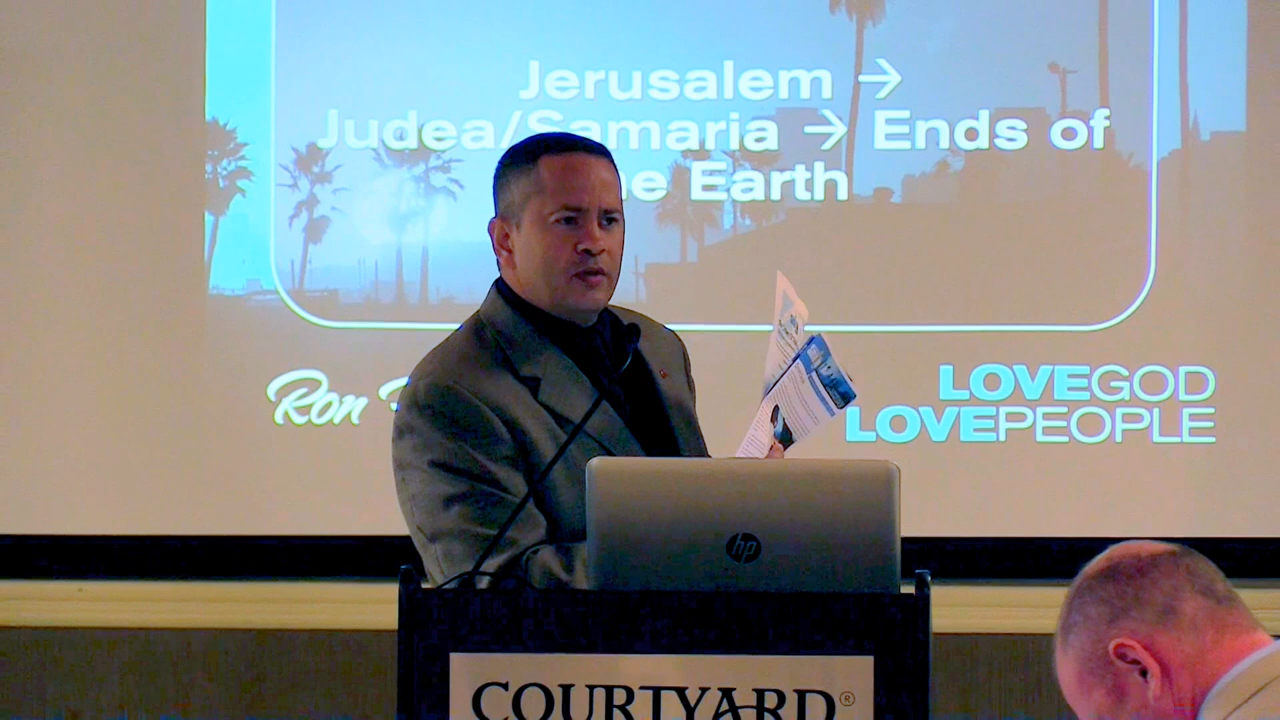 Jerusalem →
Judea/Samaria → Ends of
Earth
Ron
LOVEGOD
LOVEPEOPLE
hp
COURTYARD®